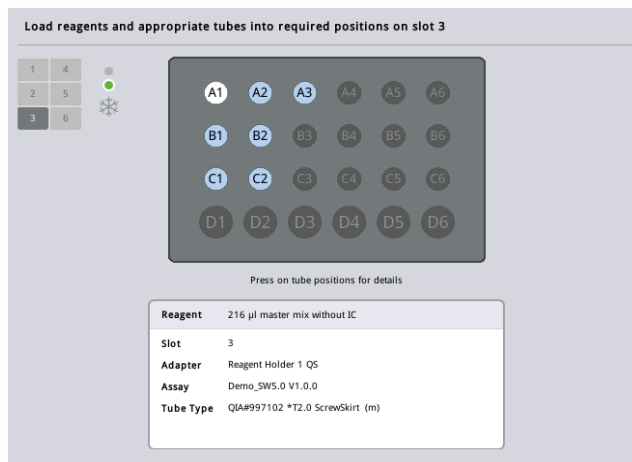 Load reagents and appropriate tubes into required positions on slot 3
1 4
2 5
3 6
A1 A2 A3 A4 A5 A6
B1 B2 B3 B4 B5 B6
C1 C2 C3 C4 C5 C6
D1 D2 D3 D4 D5 D6
Press on tube positions for details
Reagent 216 µl master mix without IC
Slot 3
Adapter Reagent Holder 1 QS
Assay Demo_SW5.0 V1.0.0
Tube Type QIA#997102 *T2.0 ScrewSkirt (m)